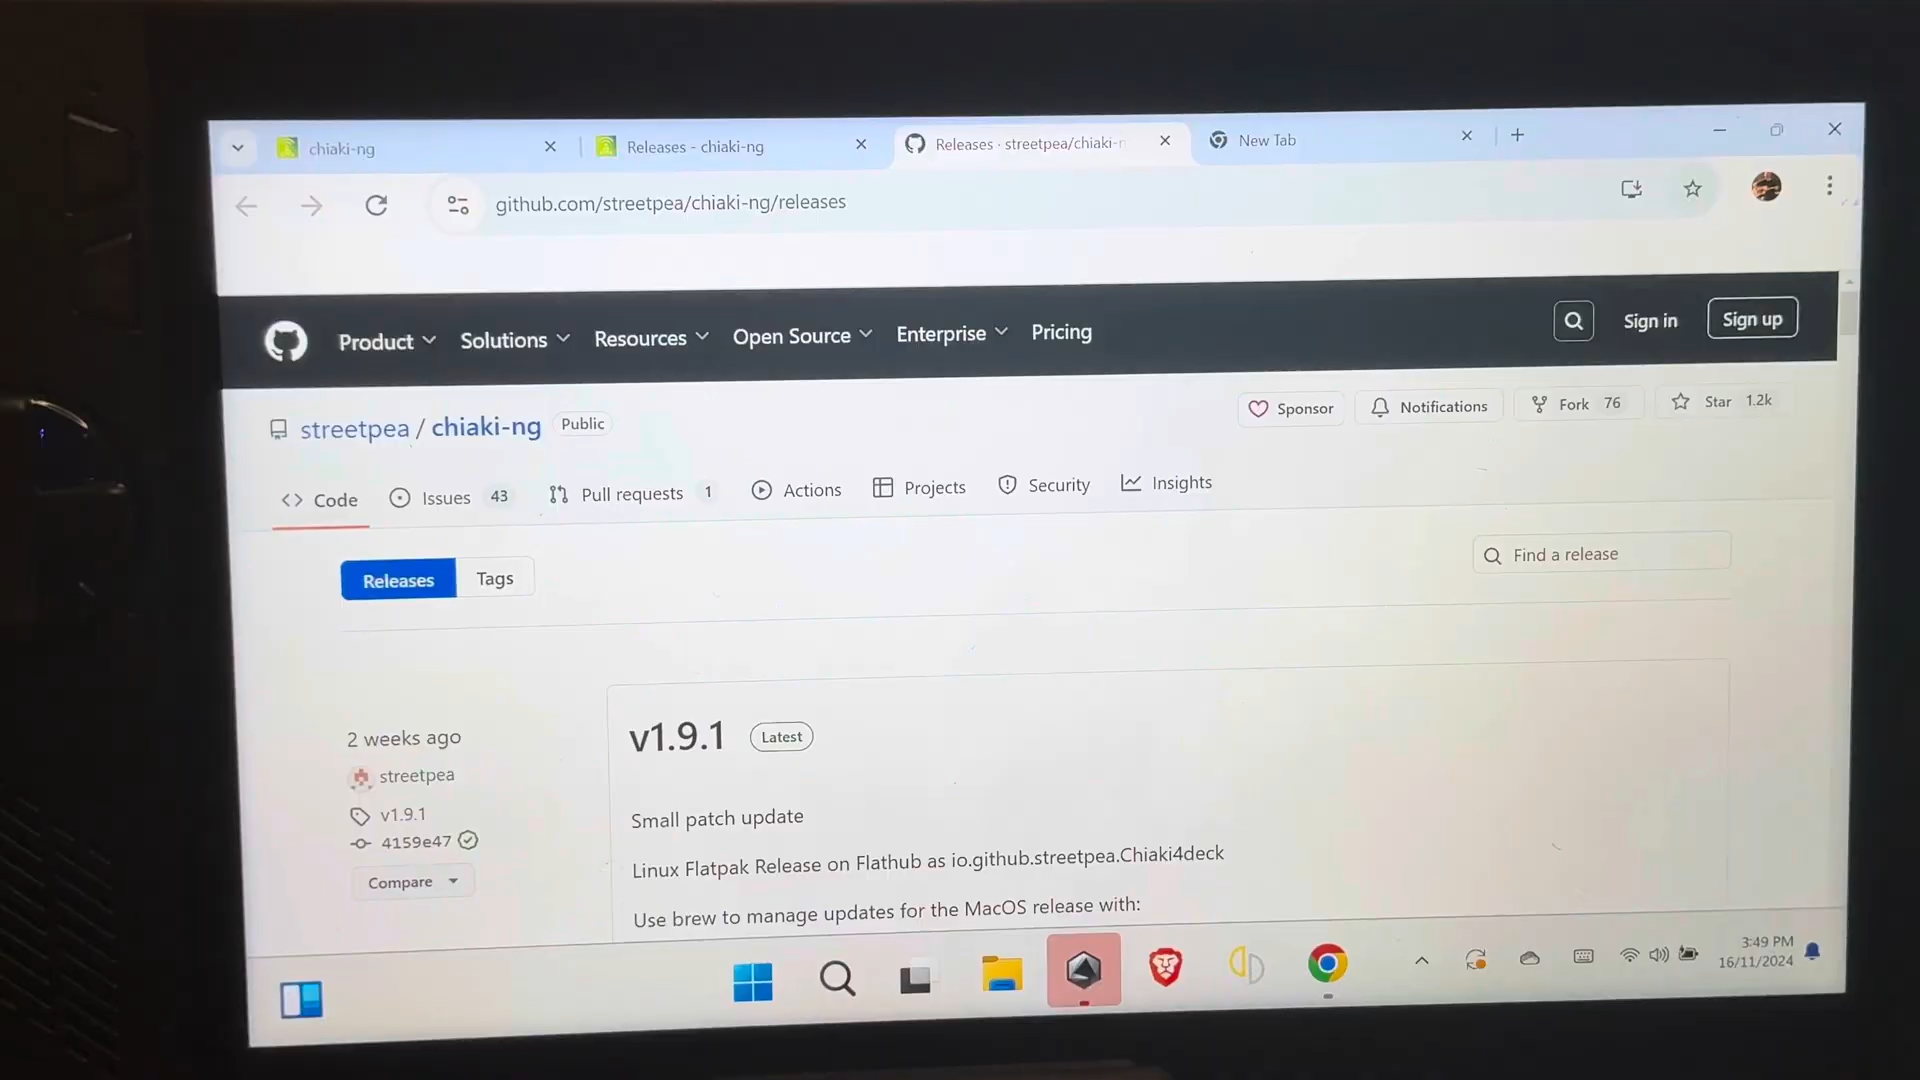 chiaki-ng
Releases - chiaki-ng
Releases · streetpea/chiaki-n
New Tab
github.com/streetpea/chiaki-ng/releases
Product
Solutions
Resources
Open Source
Enterprise
Pricing
Sign in
Sign up
streetpea / chiaki-ng
Public
Sponsor
Notifications
Fork 76
Star 1.2k
Code
Issues 43
Pull requests 1
Actions
Projects
Security
Insights
Releases
Tags
Find a release
2 weeks ago
streetpea
v1.9.1
4159e47
Compare
v1.9.1
Latest
Small patch update
Linux Flatpak Release on Flathub as io.github.streetpea.Chiaki4deck
Use brew to manage updates for the MacOS release with:
3:49 PM
16/11/2024